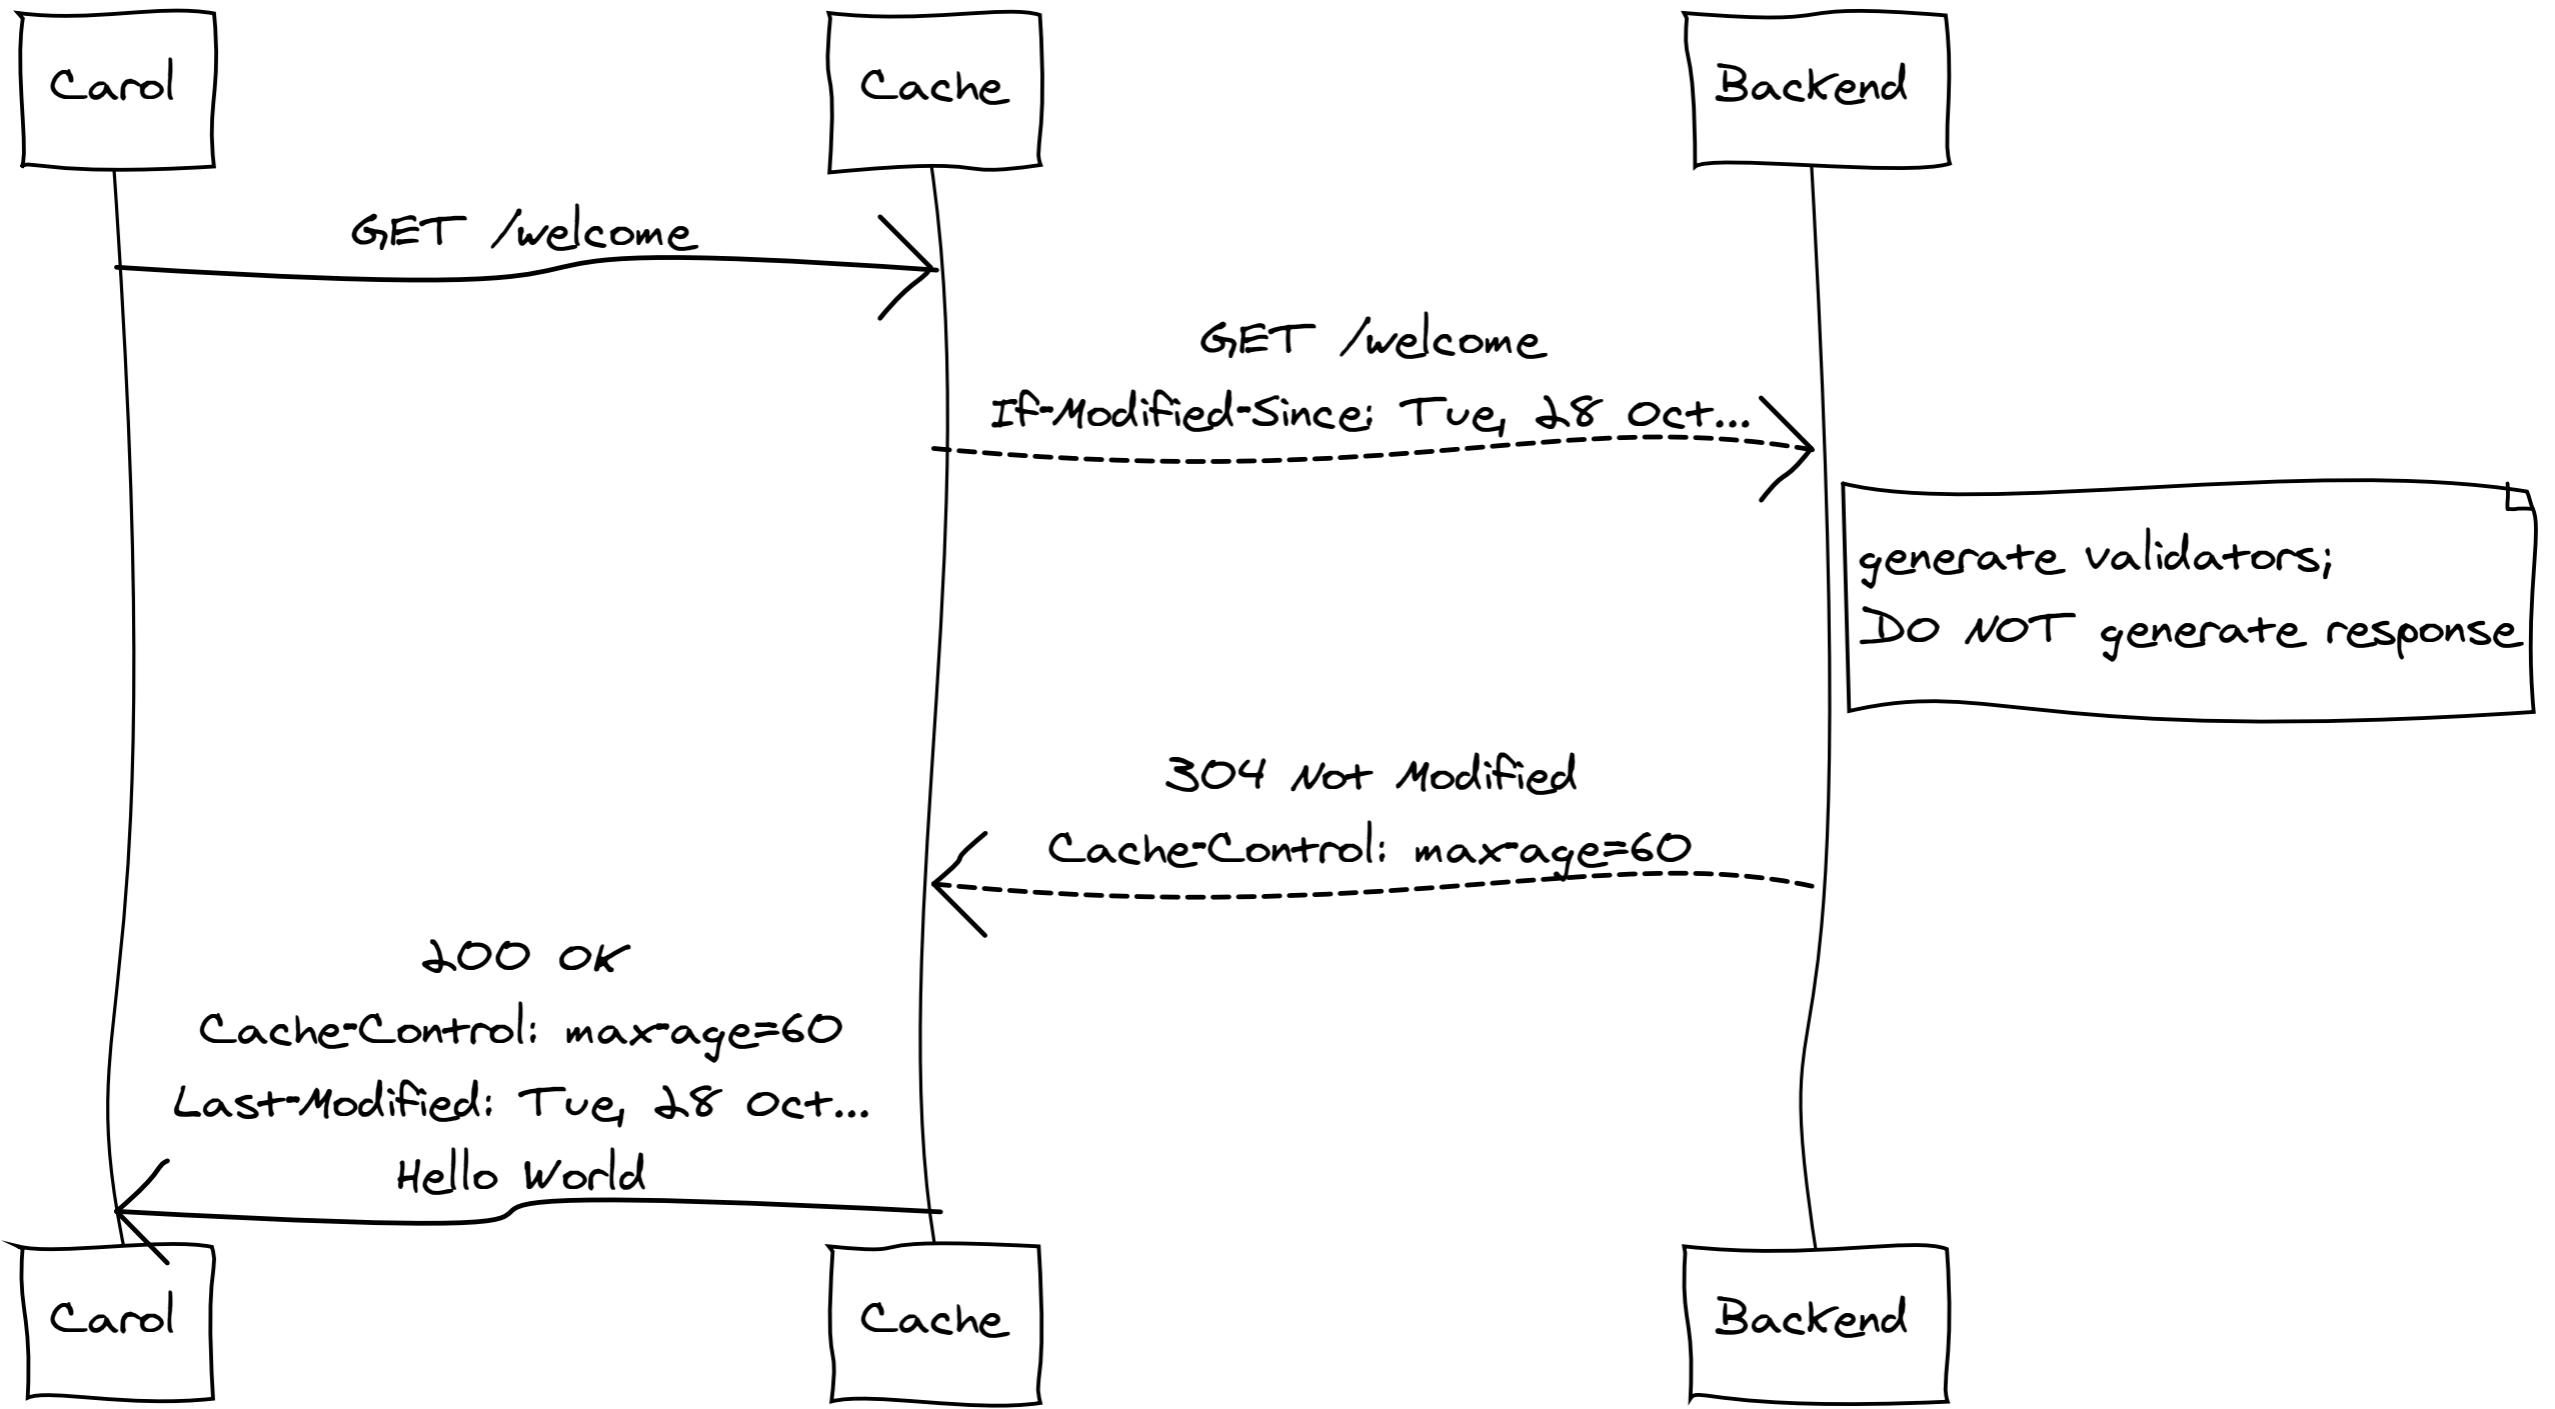 Carol
Cache
Backend
GET /welcome
GET /welcome
If-Modified-Since: Tue, 28 Oct...
generate validators;
DO NOT generate response
304 Not Modified
Cache-Control: max-age=60
200 OK
Cache-Control: max-age=60
Last-Modified: Tue, 28 Oct...
Hello World
Carol
Cache
Backend